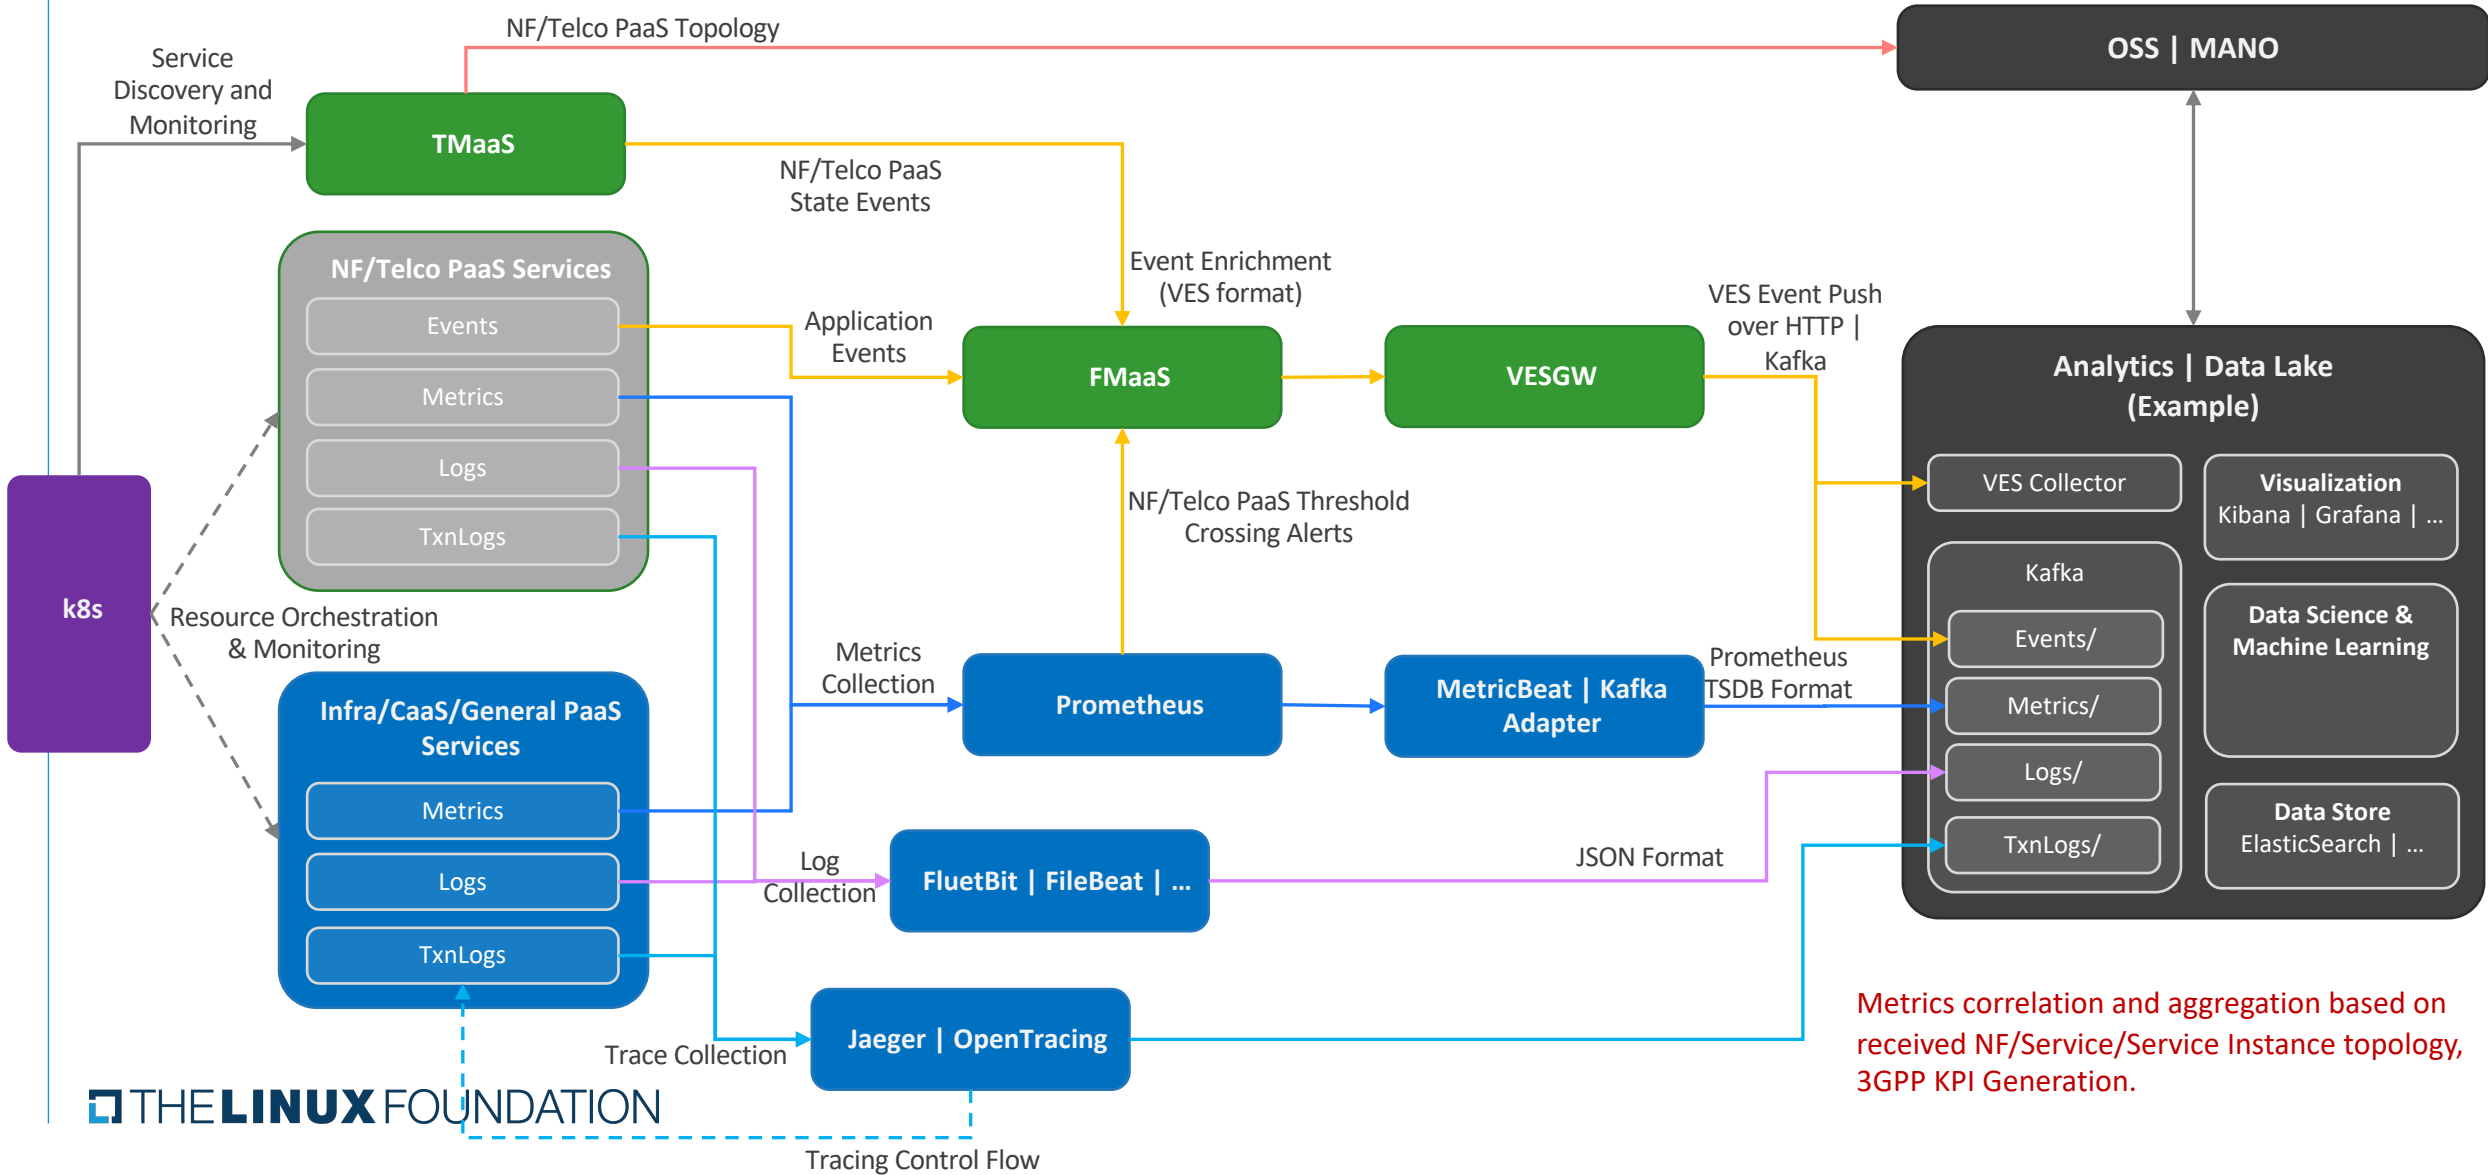 NF/Telco PaaS Topology
OSS | MANO
Service
Discovery and
Monitoring
TMaaS
NF/Telco PaaS
State Events
NF/Telco PaaS Services
Events
Metrics
Logs
TxnLogs
Application
Events
Event Enrichment
(VES format)
FMaaS
VESGW
VES Event Push
over HTTP |
Kafka
Analytics | Data Lake
(Example)
VES Collector
Visualization
Kibana | Grafana | ...
Kafka
Events/
Metrics/
Logs/
TxnLogs/
Data Science &
Machine Learning
Data Store
ElasticSearch | ...
NF/Telco PaaS Threshold
Crossing Alerts
k8s
Resource Orchestration
& Monitoring
Metrics
Collection
Prometheus
MetricBeat | Kafka
Adapter
Prometheus
TSDB Format
Infra/CaaS/General PaaS
Services
Metrics
Logs
TxnLogs
Log
Collection
FluetBit | FileBeat | ...
JSON Format
Trace Collection
Jaeger | OpenTracing
Metrics correlation and aggregation based on
received NF/Service/Service Instance topology,
3GPP KPI Generation.
THE LINUX FOUNDATION
Tracing Control Flow